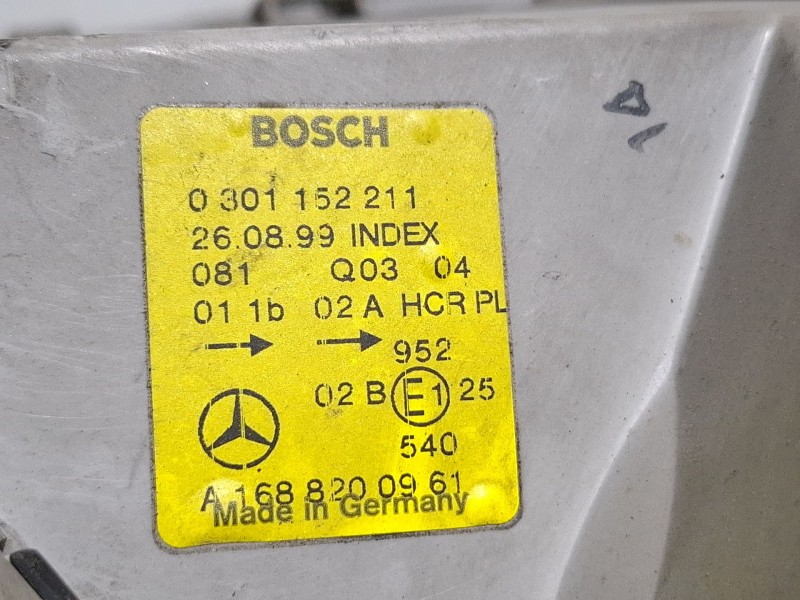 BOSCH
0 301 152 211
26.08.99 INDEX
081 Q03 04
01 1b 02 A HCR PL
952
02 B E1 25
540
A 168 820 09 61
Made in Germany